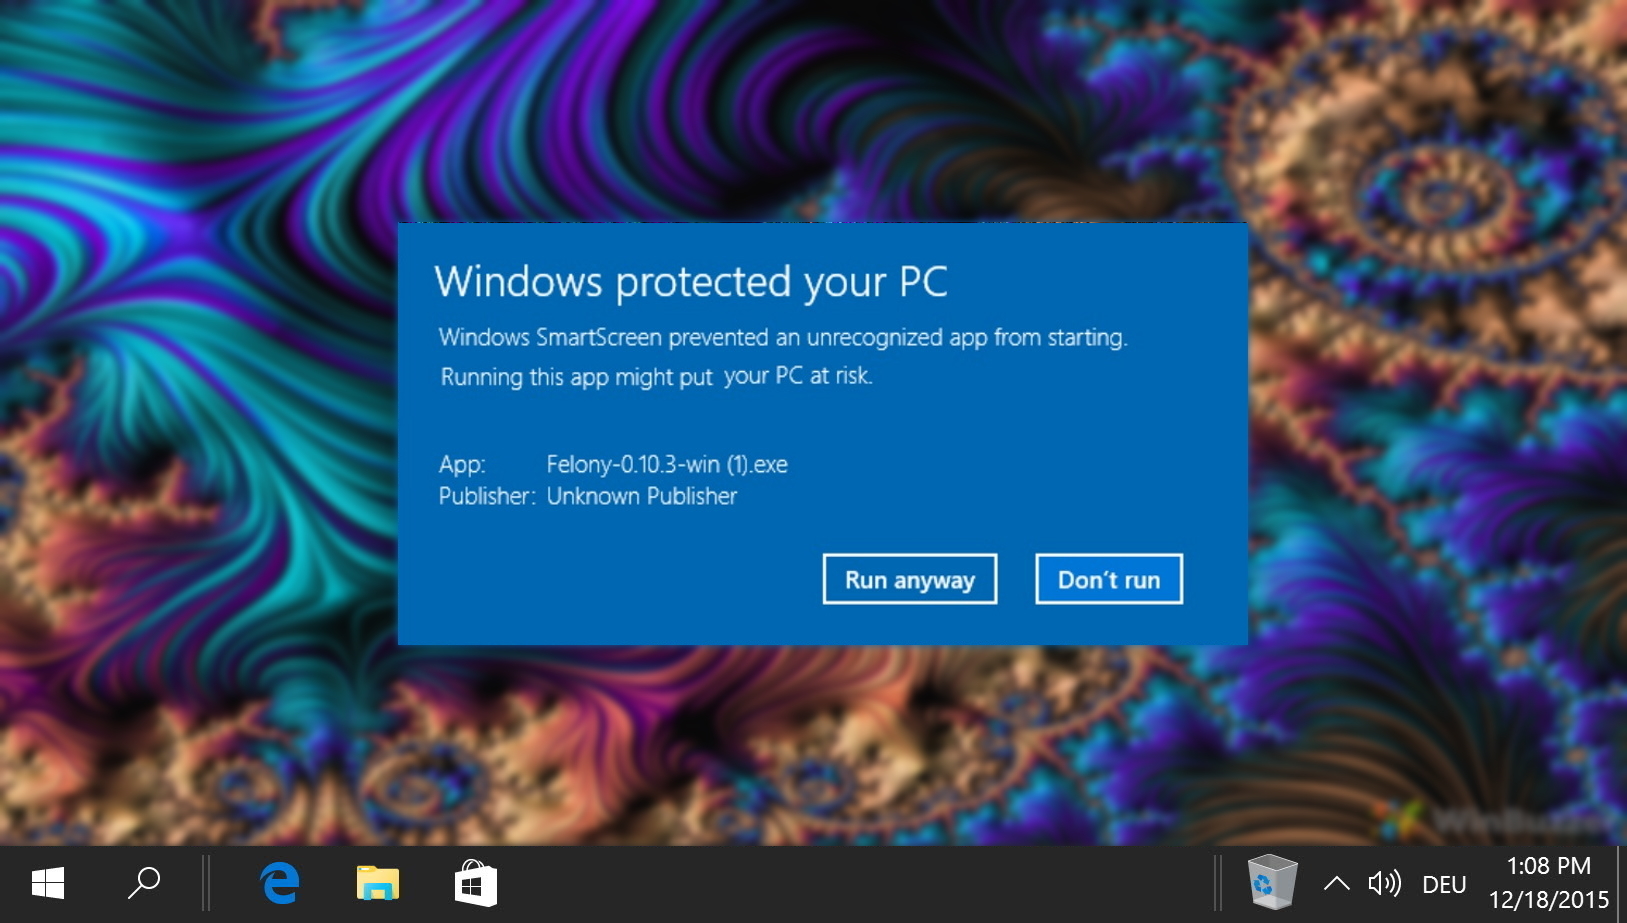 Windows protected your PC
Windows SmartScreen prevented an unrecognized app from starting.
Running this app might put your PC at risk.
App: Felony-0.10.3-win (1).exe
Publisher: Unknown Publisher
Run anyway
Don't run
WinBuzzer
DEU
1:08 PM
12/18/2015